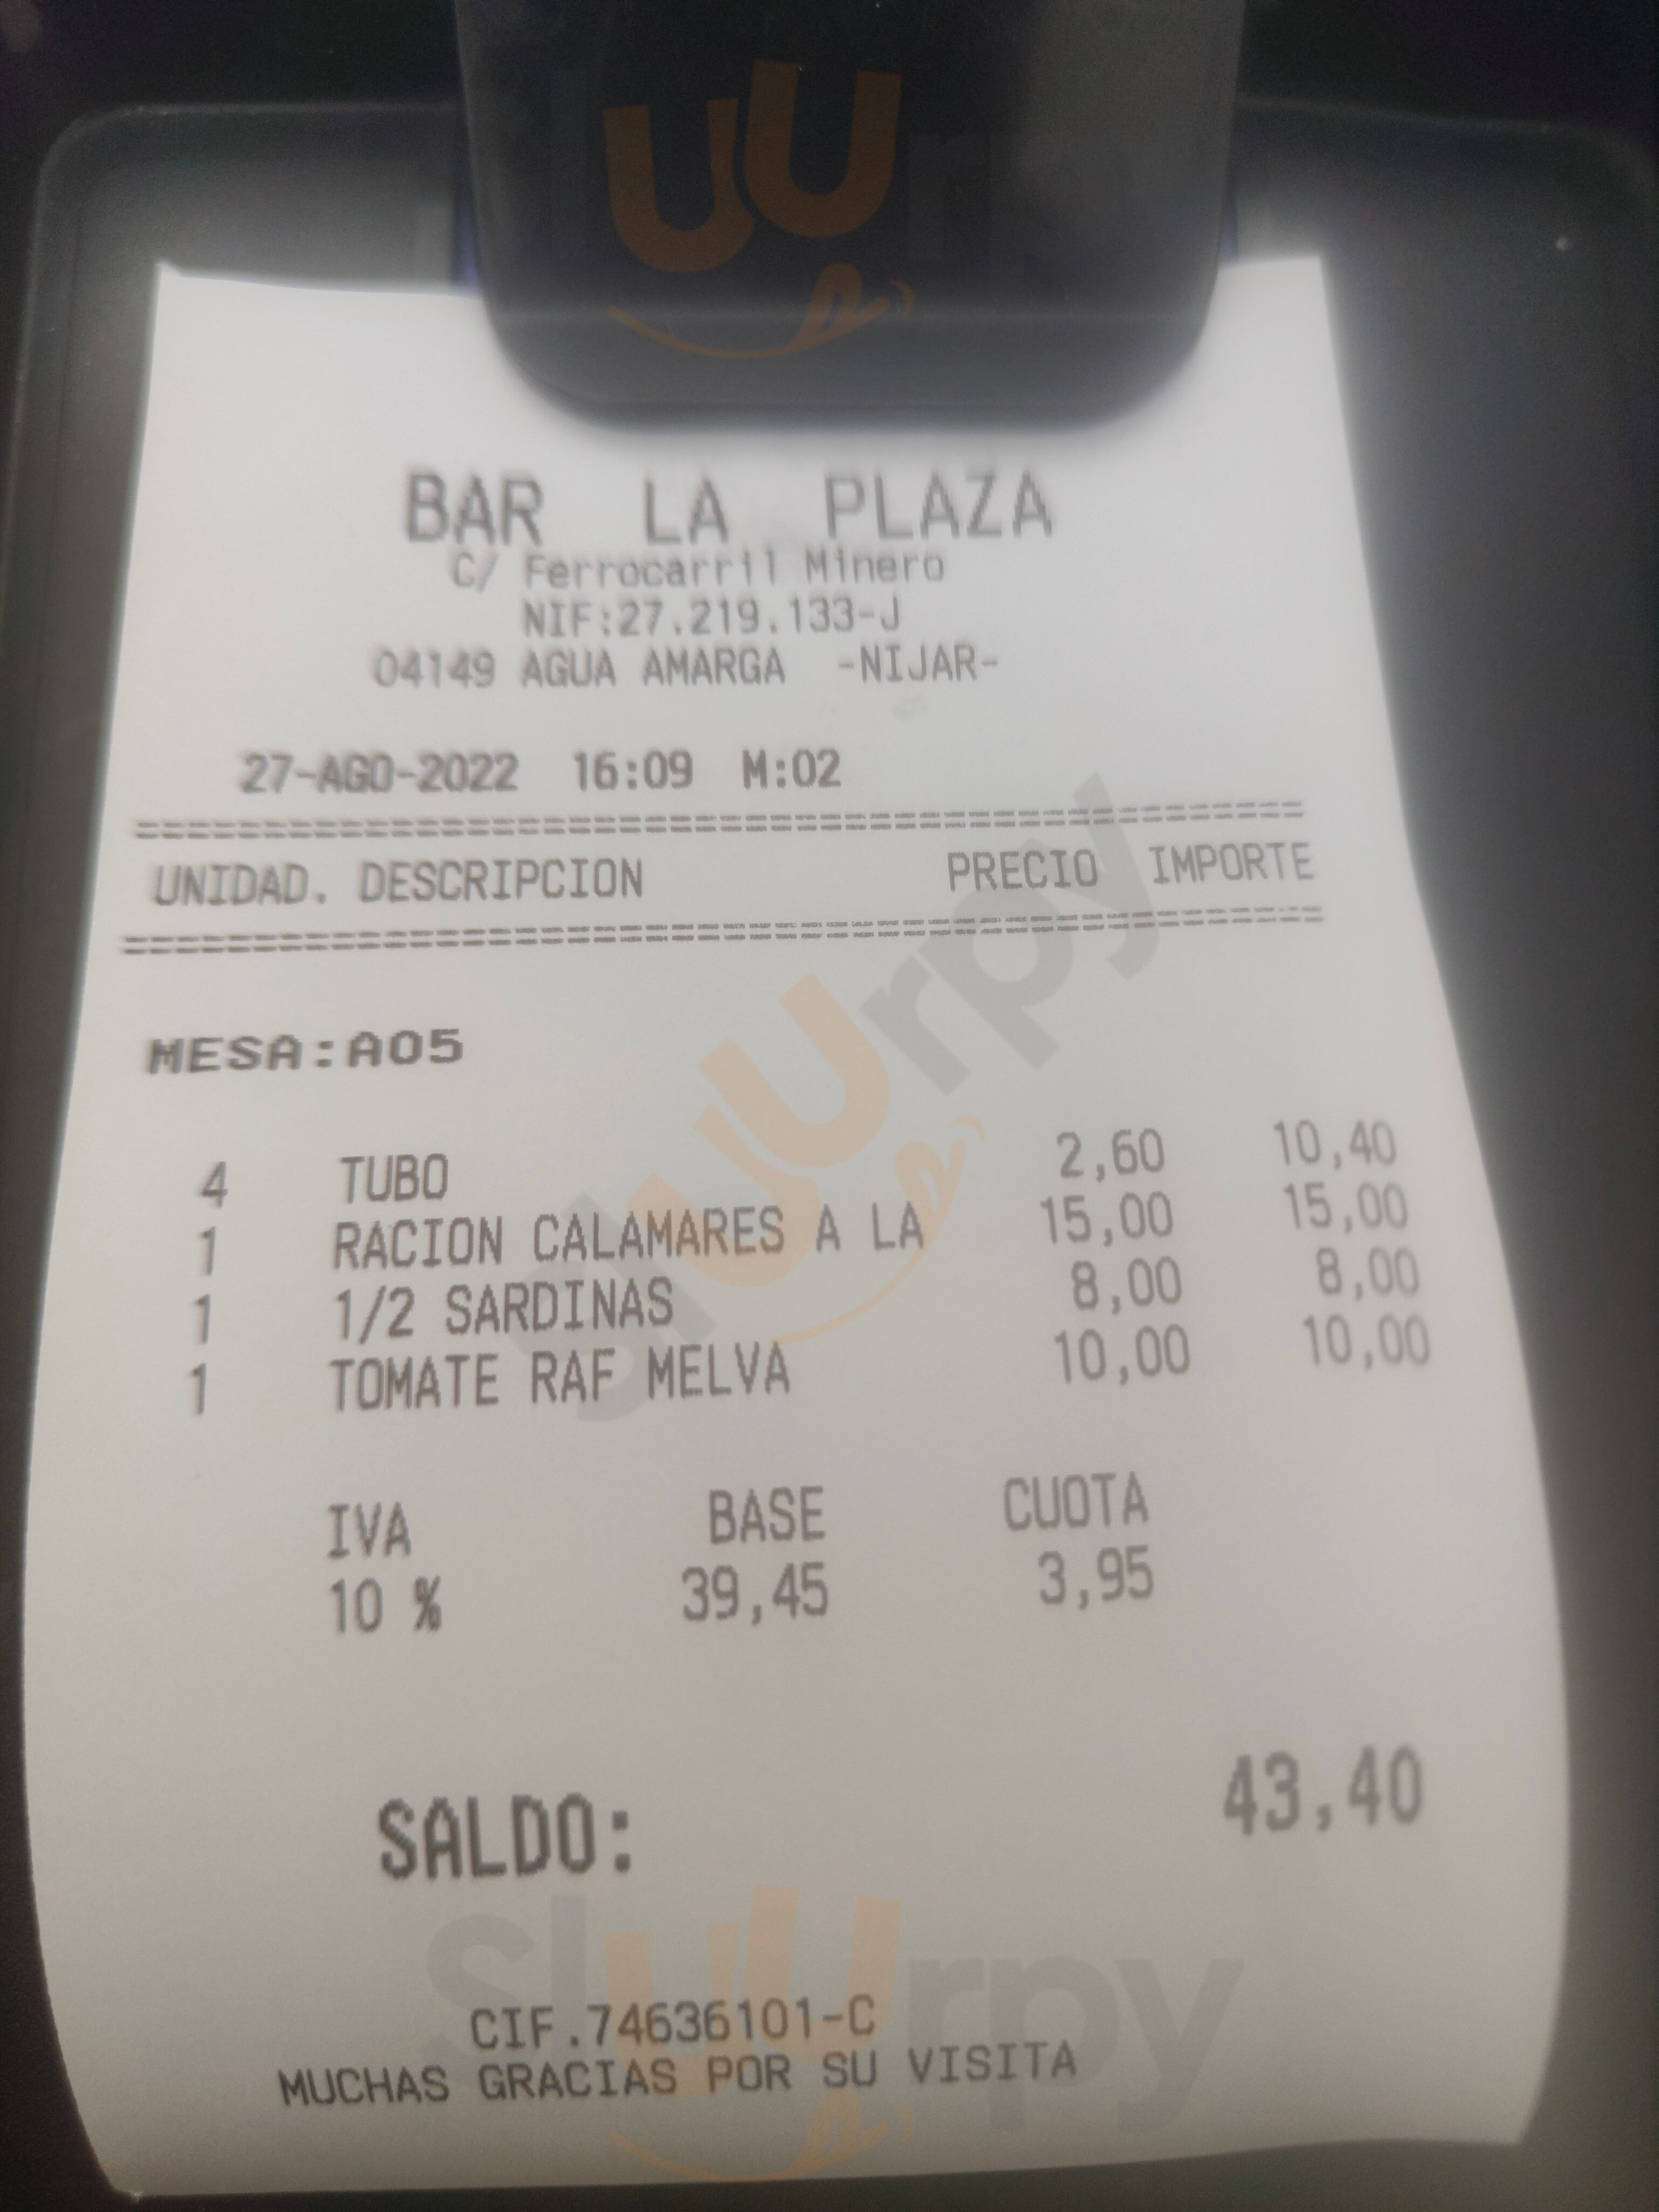 sluurpy
BAR LA PLAZA
C/ Ferrocarril Minero
NIF:27.219.133-J
04149 AGUA AMARGA -NIJAR-
27-AGO-2022 16:09 M:02
UNIDAD. DESCRIPCION PRECIO IMPORTE
MESA:A05
4 TUBO 2,60 10,40
1 RACION CALAMARES A LA 15,00 15,00
1 1/2 SARDINAS 8,00 8,00
1 TOMATE RAF MELVA 10,00 10,00
sluurpy
IVA BASE CUOTA
10 % 39,45 3,95
SALDO: 43,40
sluurpy
CIF.74636101-C
MUCHAS GRACIAS POR SU VISITA